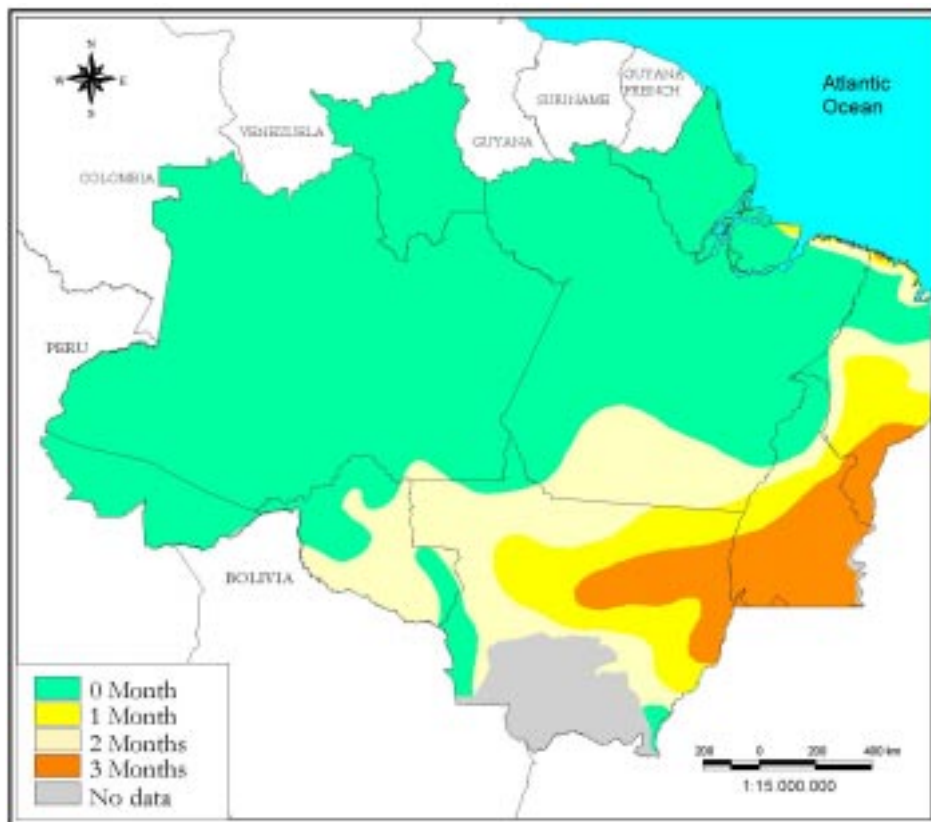 N
W E
S
Atlantic
Ocean
GUYANA
FRENCH
SURINAME
VENEZUELA
GUYANA
COLOMBIA
PERU
BOLIVIA
0 Month
1 Month
2 Months
3 Months
No data
200 0 200 400 km
1:15 000.000